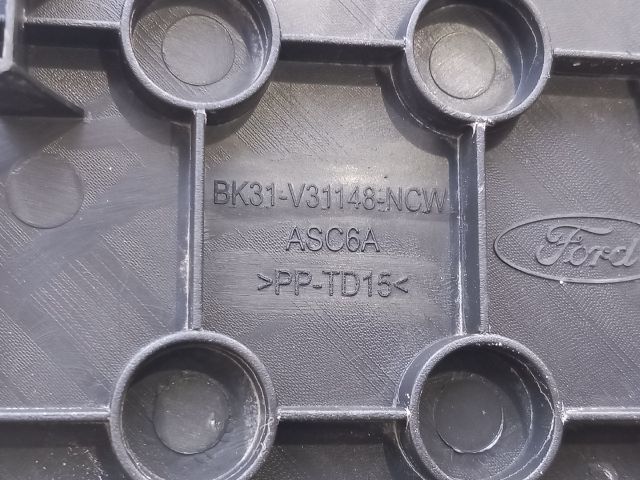 BK31-V31148-NCW
ASC6A
>PP-TD15<
Ford